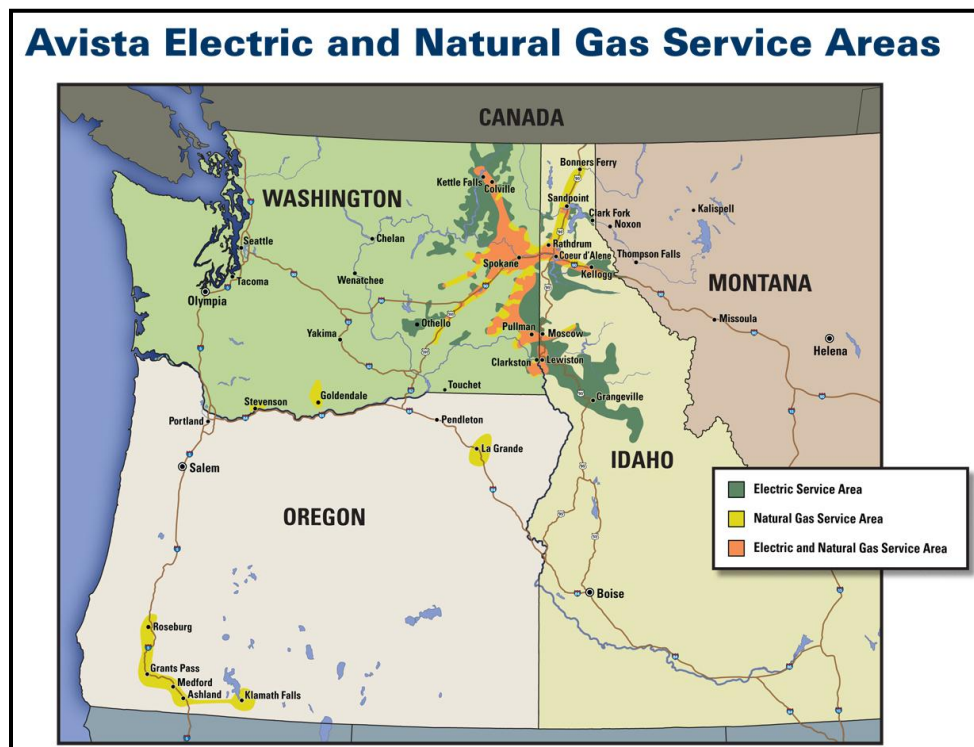 Avista Electric and Natural Gas Service Areas
CANADA
WASHINGTON
Kettle Falls
Colville
Bonners Ferry
Sandpoint
Clark Fork
Noxon
Kalispell
Chelan
Seattle
Rathdrum
Spokane
Coeur d'Alene
Kellogg
Thompson Falls
Tacoma
Wenatchee
MONTANA
Olympia
Othello
Missoula
Yakima
Pullman
Moscow
Helena
Clarkston
Lewiston
Touchet
Goldendale
Grangeville
Stevenson
Portland
Pendleton
La Grande
IDAHO
Salem
OREGON
Electric Service Area
Natural Gas Service Area
Electric and Natural Gas Service Area
Boise
Roseburg
Grants Pass
Medford
Ashland
Klamath Falls